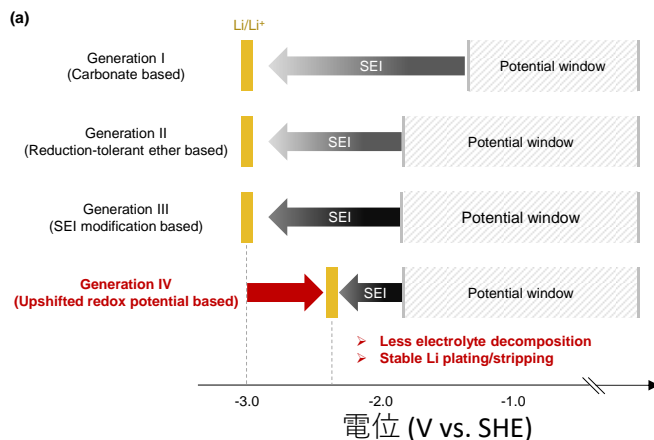 (a)
Li/Li⁺
Generation I
(Carbonate based)
SEI
Potential window
Generation II
(Reduction-tolerant ether based)
SEI
Potential window
Generation III
(SEI modification based)
SEI
Potential window
Generation IV
(Upshifted redox potential based)
SEI
Potential window
➢ Less electrolyte decomposition
➢ Stable Li plating/stripping
-3.0 -2.0 -1.0
電位 (V vs. SHE)